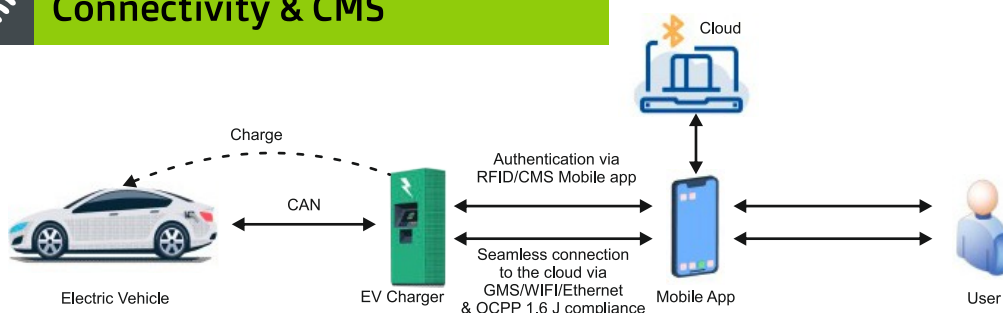 Connectivity & CMS
Cloud
Charge
Authentication via
RFID/CMS Mobile app
CAN
Seamless connection
to the cloud via
GMS/WIFI/Ethernet
& OCPP 1.6 J compliance
Electric Vehicle
EV Charger
Mobile App
User